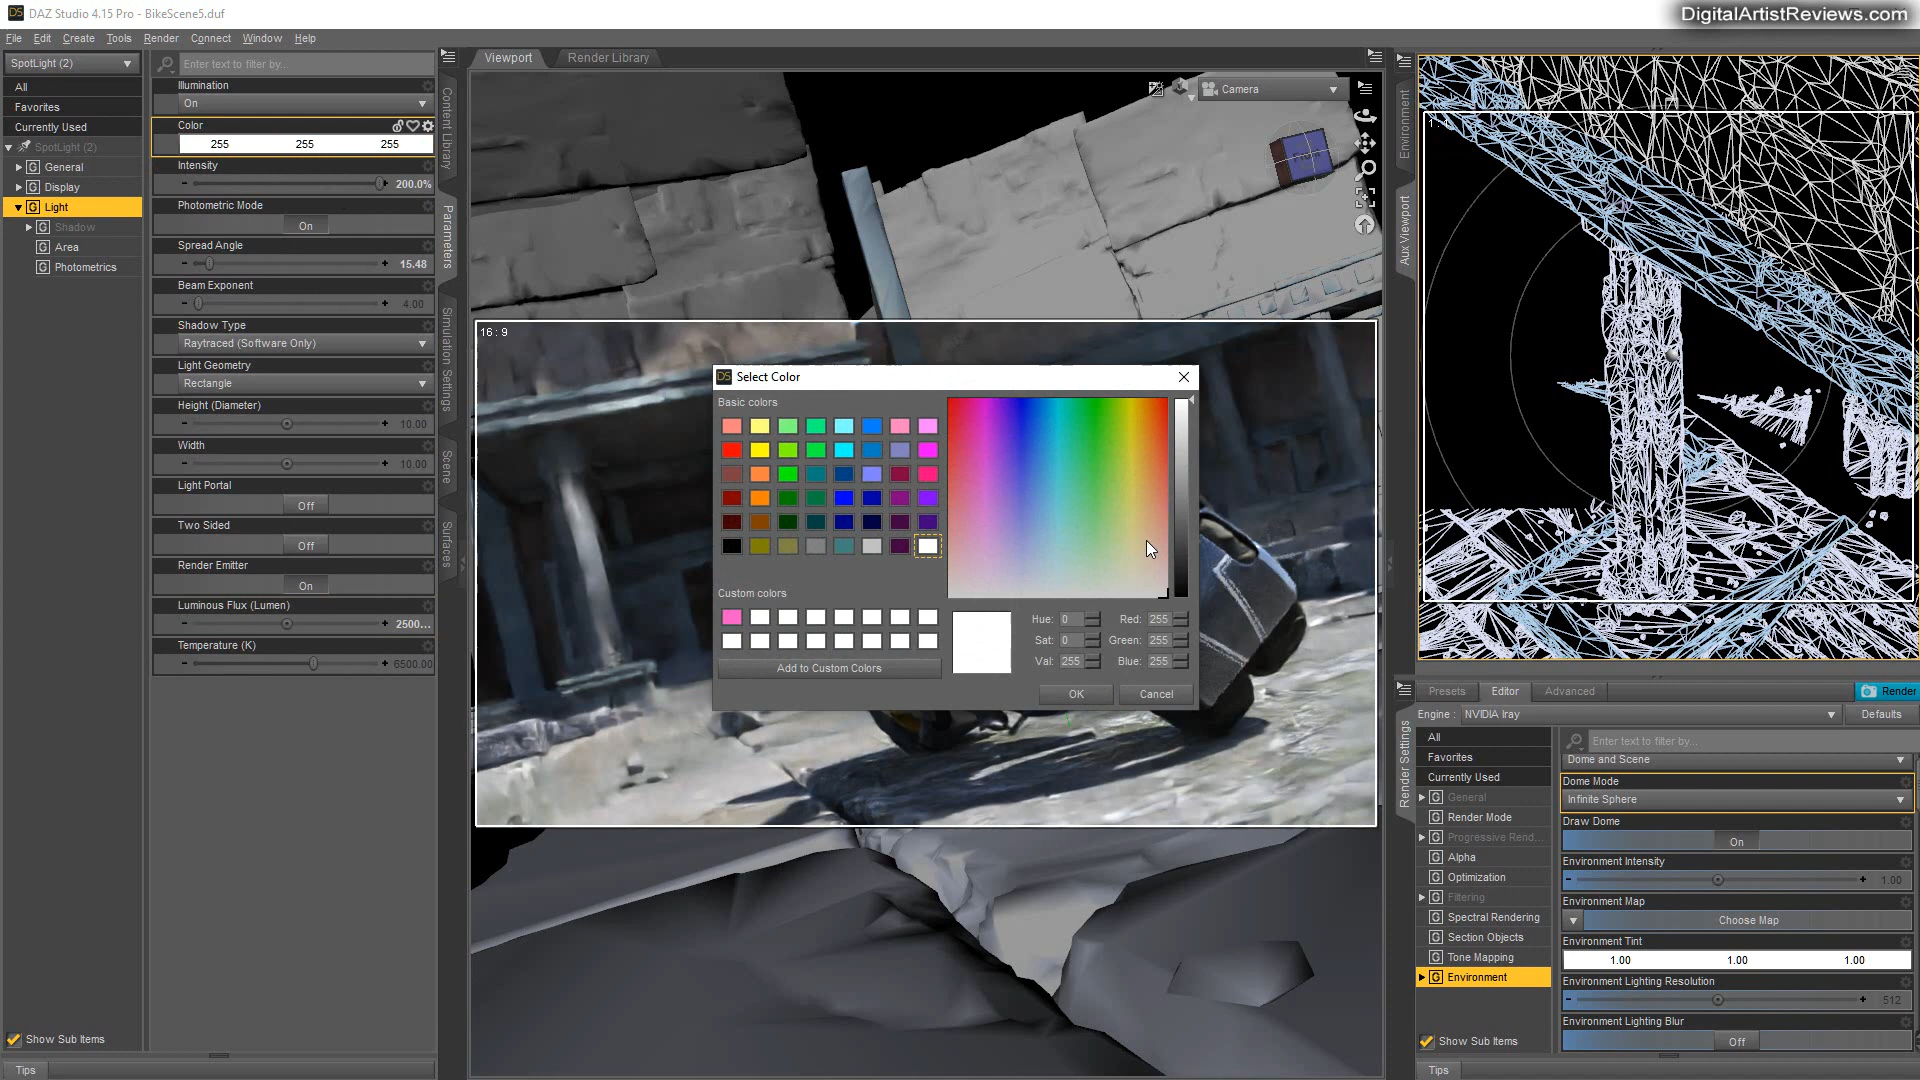 DAZ Studio 4.15 Pro - BikeScene5.duf
DigitalArtistReviews.com
File Edit Create Tools Render Connect Window Help
SpotLight (2)
All
Favorites
Currently Used
SpotLight (2)
General
Display
Light
Shadow
Area
Photometrics
Show Sub Items
Tips
Enter text to filter by...
Illumination
On
Color
255 255 255
Intensity
200.0%
Photometric Mode
On
Spread Angle
15.48
Beam Exponent
4.00
Shadow Type
Raytraced (Software Only)
Light Geometry
Rectangle
Height (Diameter)
10.00
Width
10.00
Light Portal
Off
Two Sided
Off
Render Emitter
On
Luminous Flux (Lumen)
2500...
Temperature (K)
6500.00
Content Library
Parameters
Simulation Settings
Scene
Surfaces
Viewport Render Library
Camera
16 : 9
Select Color
Basic colors
Custom colors
Add to Custom Colors
Hue: 0 Red: 255
Sat: 0 Green: 255
Val: 255 Blue: 255
OK Cancel
Environment
Aux Viewport
1 : 1
Render Settings
Presets Editor Advanced Render
Engine : NVIDIA Iray Defaults
All
Favorites
Currently Used
General
Render Mode
Progressive Rend...
Alpha
Optimization
Filtering
Spectral Rendering
Section Objects
Tone Mapping
Environment
Show Sub Items
Tips
Enter text to filter by...
Dome and Scene
Dome Mode
Infinite Sphere
Draw Dome
On
Environment Intensity
1.00
Environment Map
Choose Map
Environment Tint
1.00 1.00 1.00
Environment Lighting Resolution
512
Environment Lighting Blur
Off